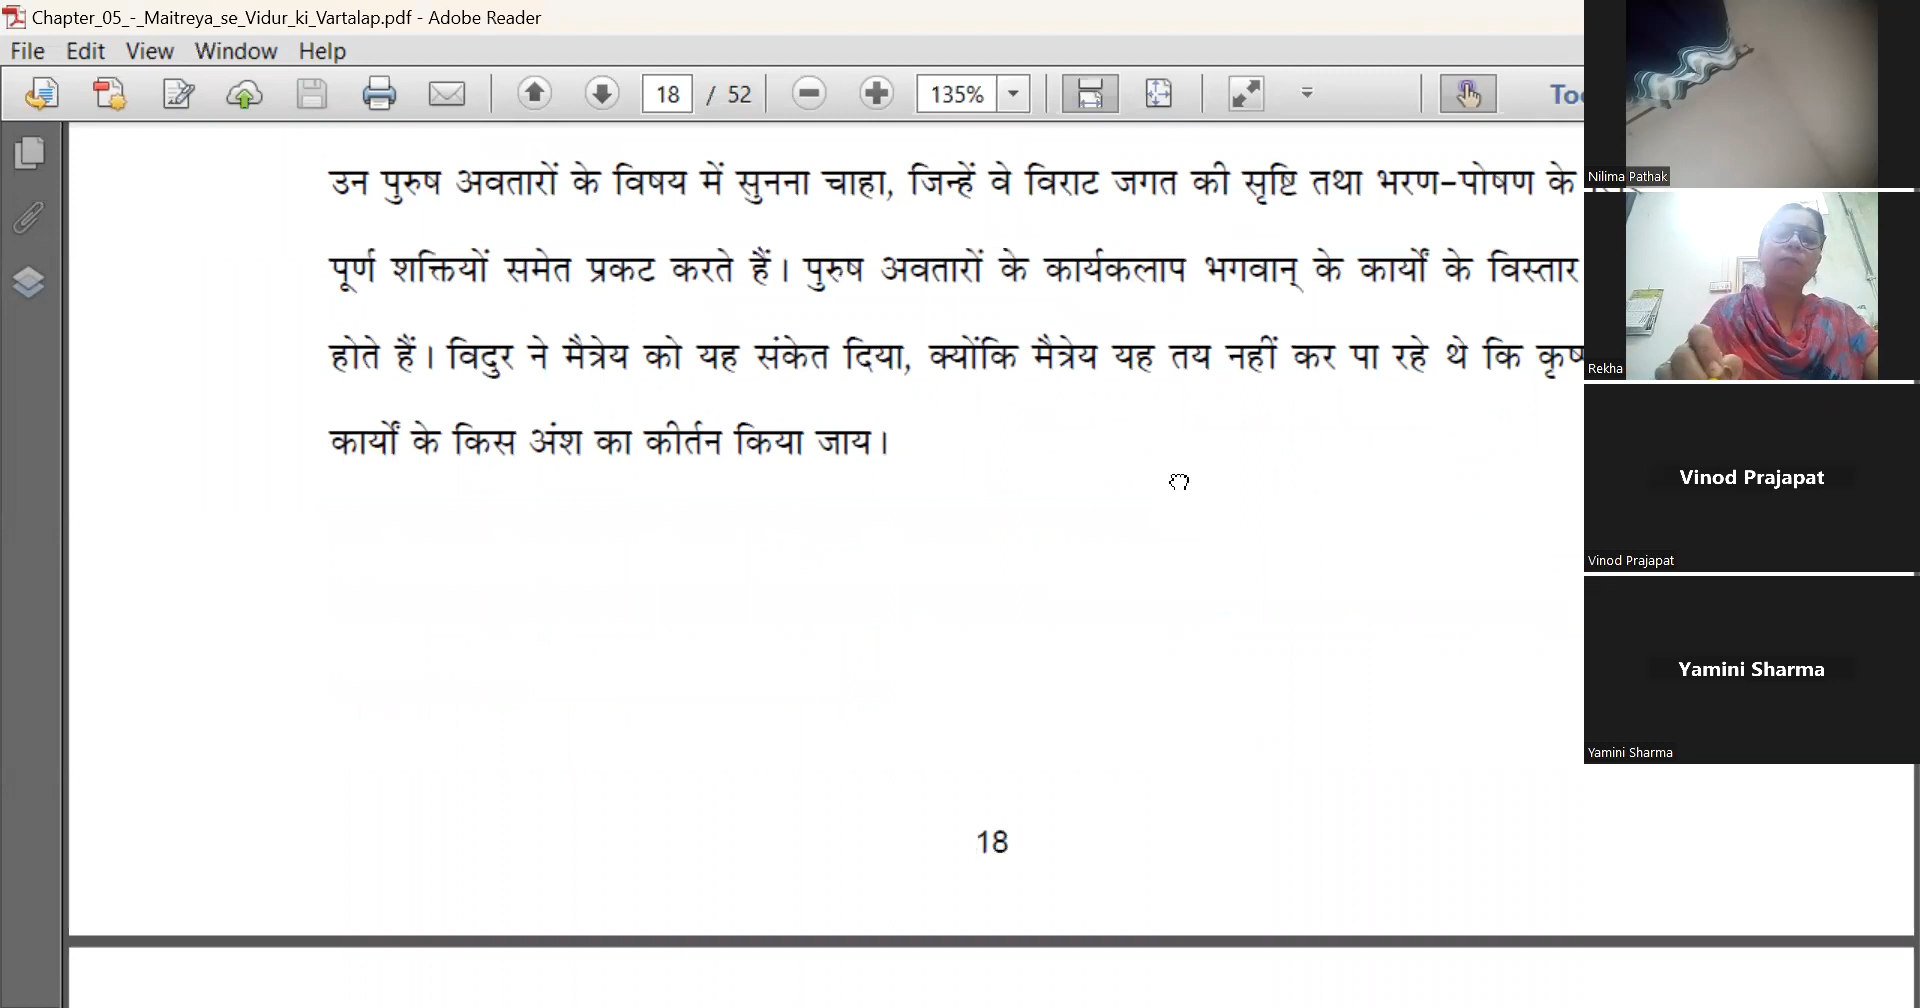 Chapter_05_-_Maitreya_se_Vidur_ki_Vartalap.pdf - Adobe Reader
File Edit View Window Help
18 / 52 135%
उन पुरुष अवतारों के विषय में सुनना चाहा, जिन्हें वे विराट जगत की सृष्टि तथा भरण-पोषण के
पूर्ण शक्तियों समेत प्रकट करते हैं। पुरुष अवतारों के कार्यकलाप भगवान् के कार्यों के विस्तार
होते हैं। विदुर ने मैत्रेय को यह संकेत दिया, क्योंकि मैत्रेय यह तय नहीं कर पा रहे थे कि
कार्यों के किस अंश का कीर्तन किया जाय।
18
Nilima Pathak
Rekha
Vinod Prajapat
Vinod Prajapat
Yamini Sharma
Yamini Sharma